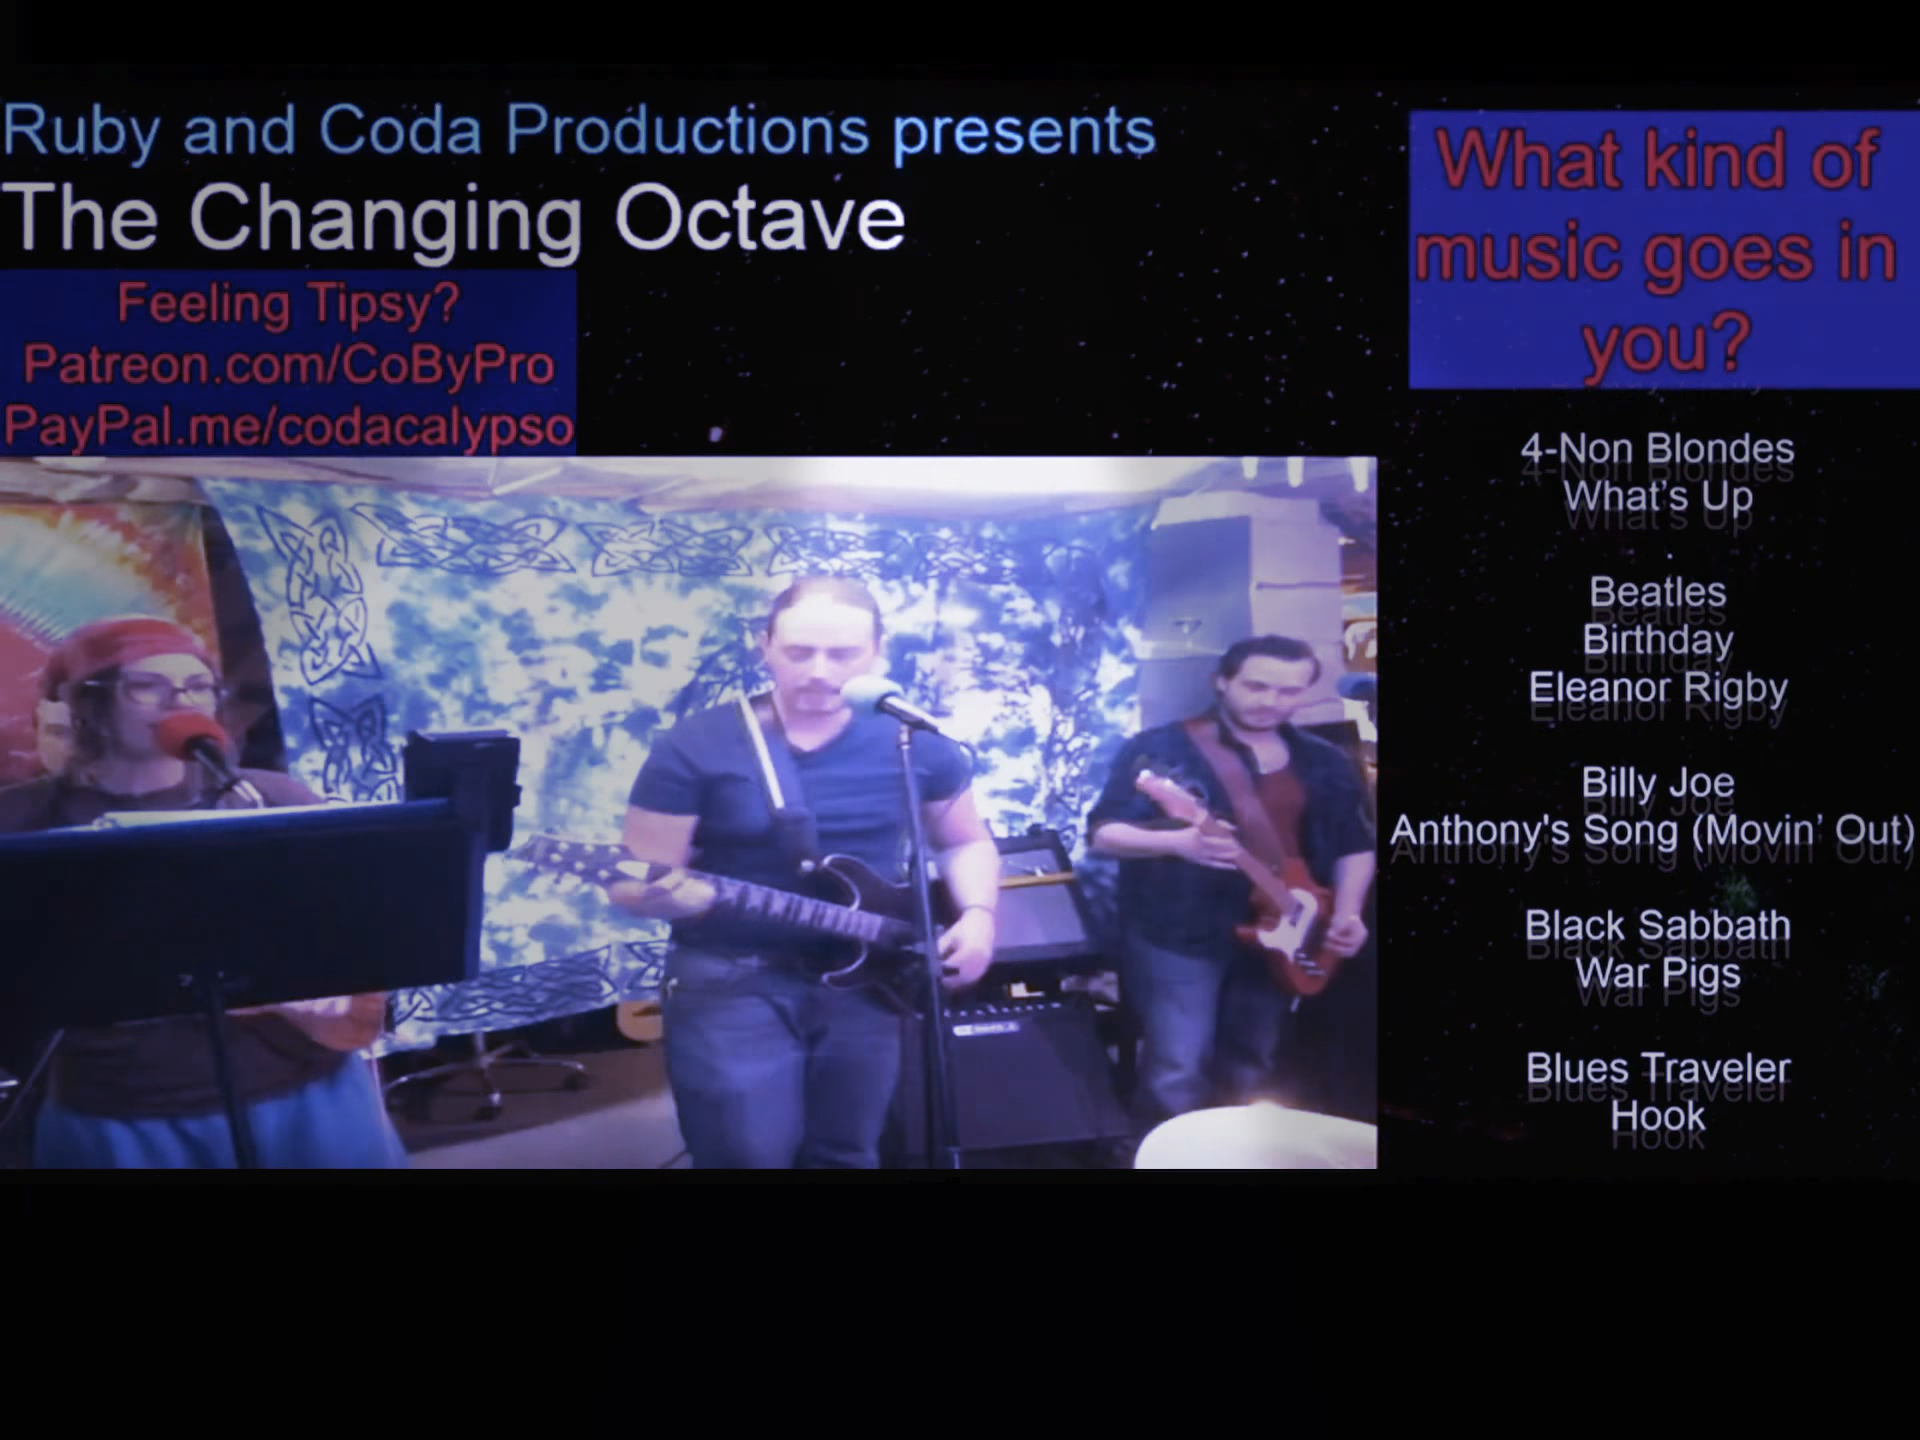 Ruby and Coda Productions presents
The Changing Octave
Feeling Tipsy?
Patreon.com/CoByPro
PayPal.me/codacalypso
What kind of
music goes in
you?
4-Non Blondes
What's Up
Beatles
Birthday
Eleanor Rigby
Billy Joe
Anthony's Song (Movin' Out)
Black Sabbath
War Pigs
Blues Traveler
Hook